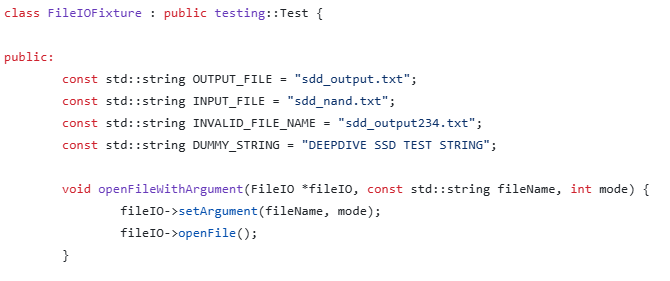 class FileIOFixture : public testing::Test {
public:
const std::string OUTPUT_FILE = "sdd_output.txt";
const std::string INPUT_FILE = "sdd_nand.txt";
const std::string INVALID_FILE_NAME = "sdd_output234.txt";
const std::string DUMMY_STRING = "DEEPDIVE SSD TEST STRING";
void openFileWithArgument(FileIO *fileIO, const std::string fileName, int mode) {
fileIO->setArgument(fileName, mode);
fileIO->openFile();
}